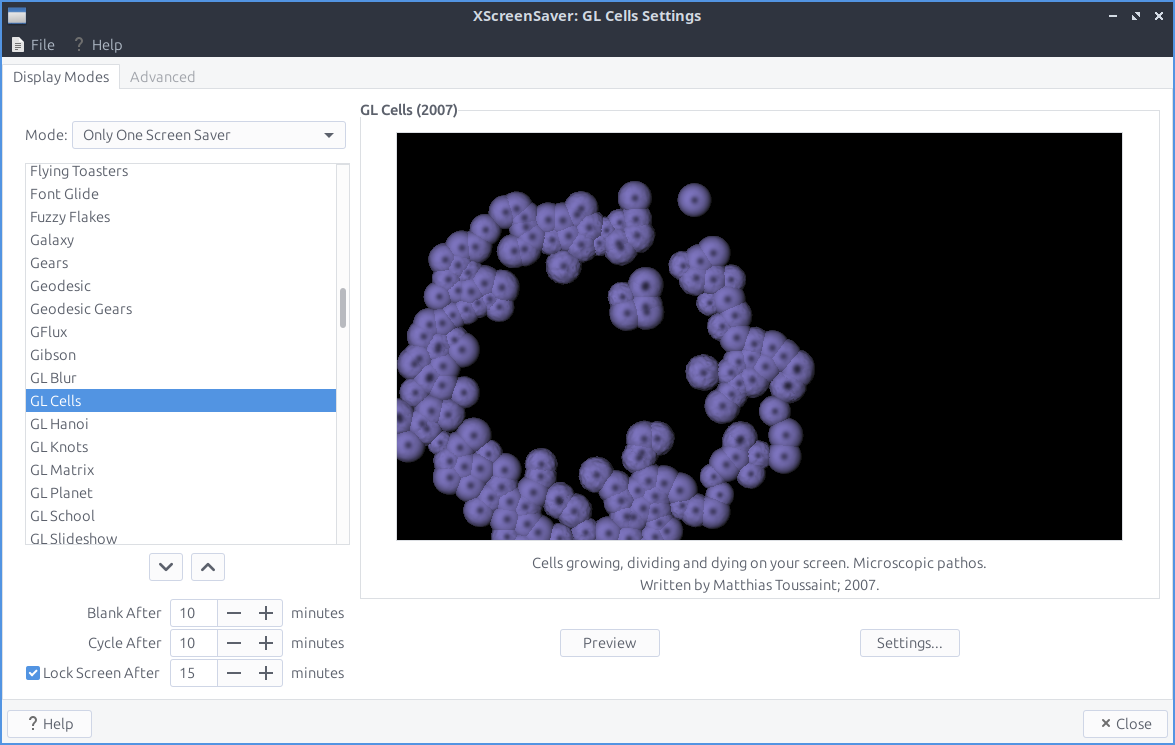 XScreenSaver: GL Cells Settings
File ? Help
Display Modes Advanced
Mode: Only One Screen Saver
Flying Toasters
Font Glide
Fuzzy Flakes
Galaxy
Gears
Geodesic
Geodesic Gears
GFlux
Gibson
GL Blur
GL Cells
GL Hanoi
GL Knots
GL Matrix
GL Planet
GL School
GL Slideshow
Blank After 10 minutes
Cycle After 10 minutes
Lock Screen After 15 minutes
GL Cells (2007)
Cells growing, dividing and dying on your screen. Microscopic pathos.
Written by Matthias Toussaint; 2007.
Preview Settings...
? Help Close